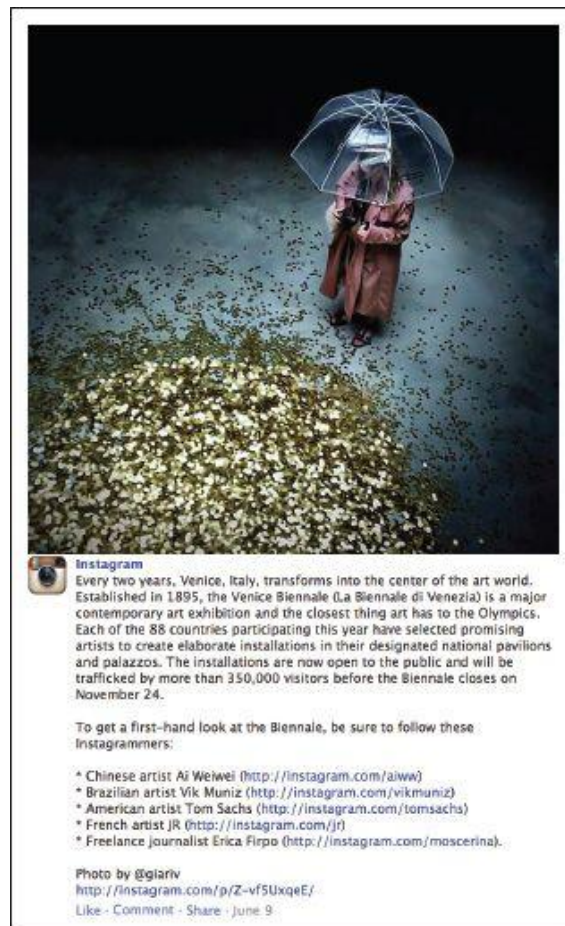 Instagram
Every two years, Venice, Italy, transforms into the center of the art world.
Established in 1895, the Venice Biennale (La Biennale di Venezia) is a major
contemporary art exhibition and the closest thing art has to the Olympics.
Each of the 88 countries participating this year have selected promising
artists to create elaborate installations in their designated national pavilions
and palazzos. The installations are now open to the public and will be
trafficked by more than 350,000 visitors before the Biennale closes on
November 24.
To get a first-hand look at the Biennale, be sure to follow these
Instagrammers:
* Chinese artist Ai Weiwei (http://instagram.com/aiww)
* Brazilian artist Vik Muniz (http://instagram.com/vikmuniz)
* American artist Tom Sachs (http://instagram.com/tomsachs)
* French artist JR (http://instagram.com/jr)
* Freelance journalist Erica Firpo (http://instagram.com/moscerina).
Photo by @giariv
http://instagram.com/p/Z-vf5UxqeE/
Like · Comment · Share · June 9